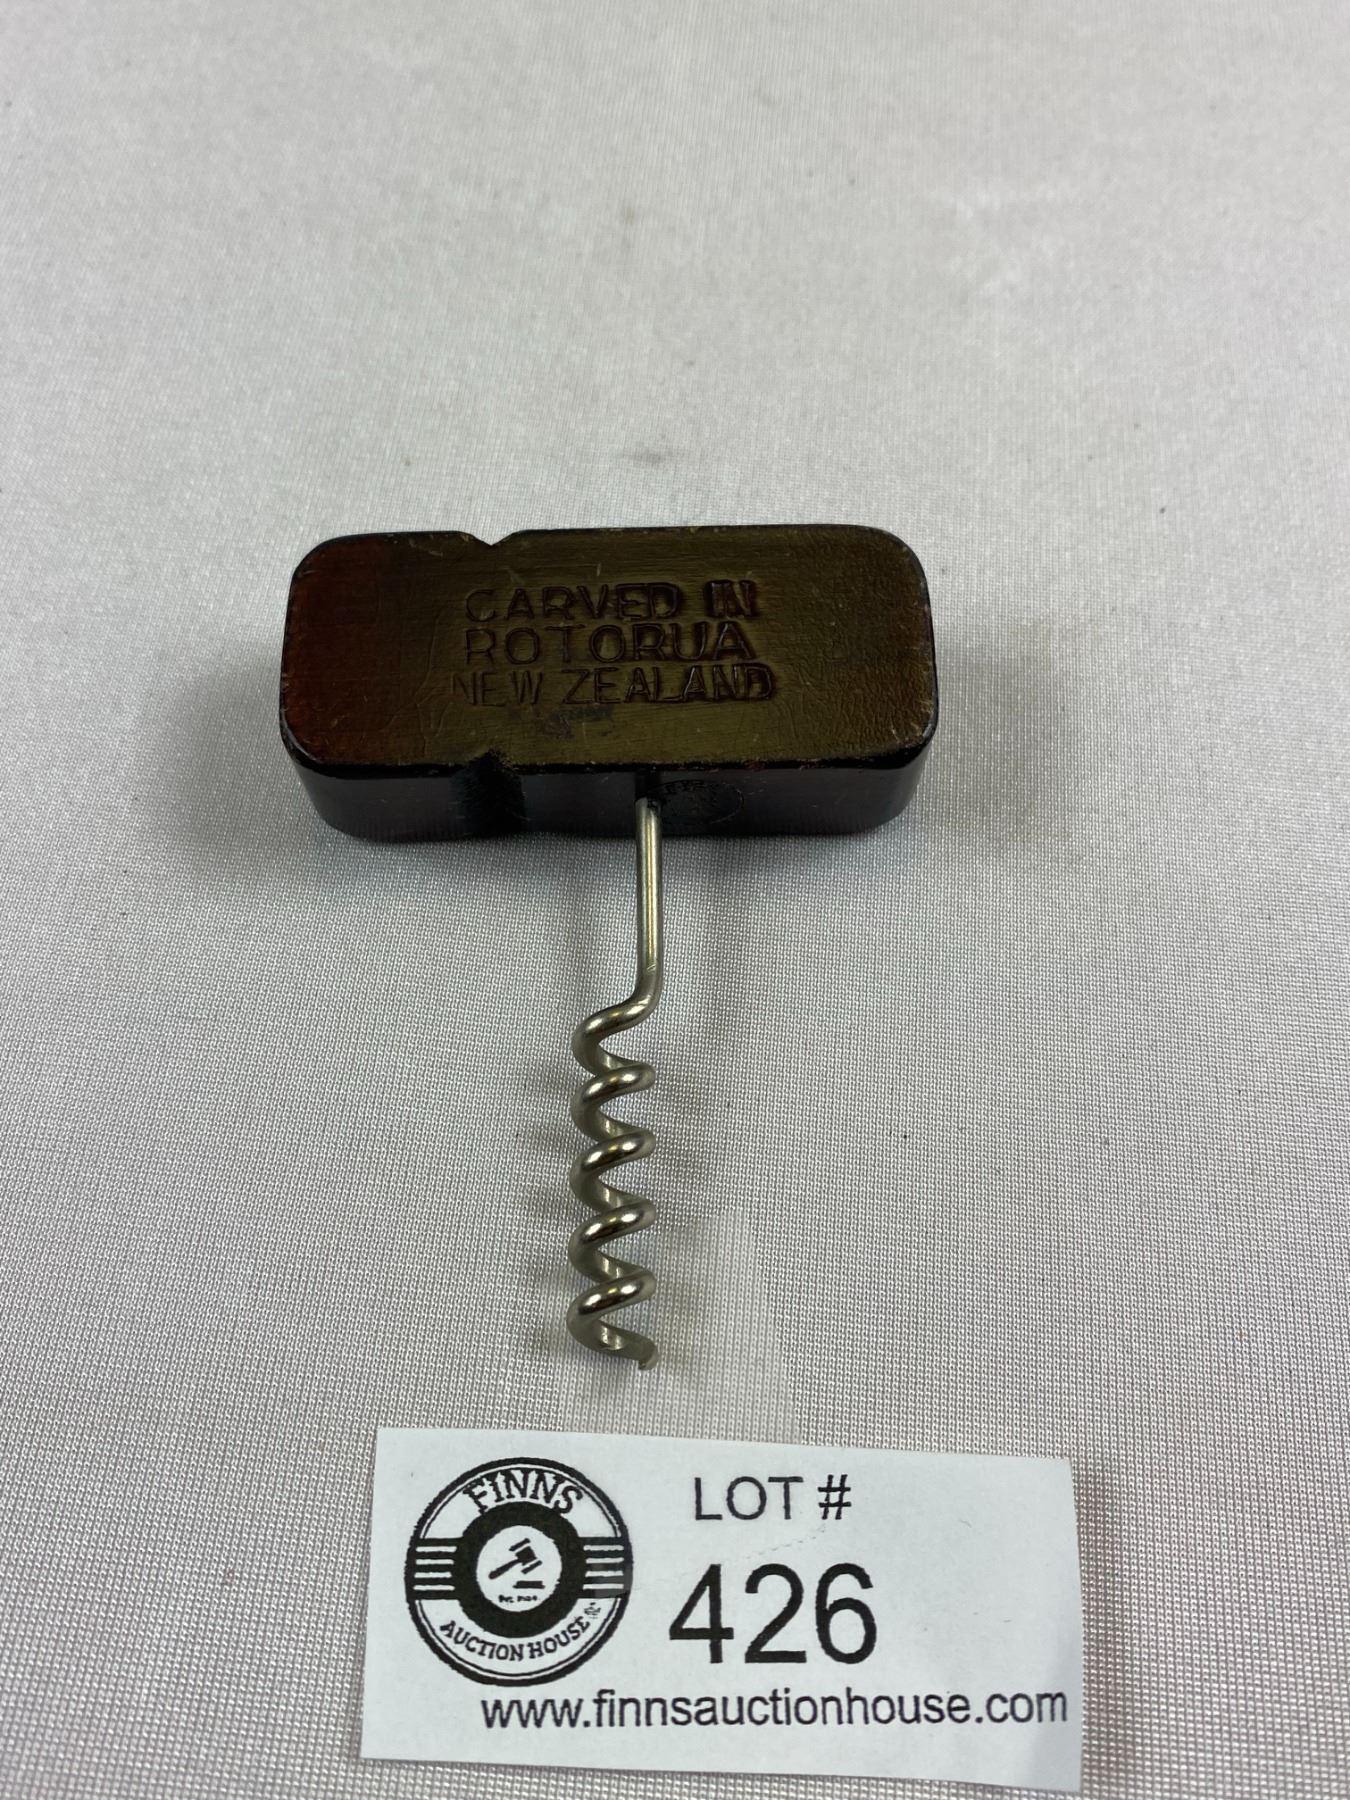 CARVED IN
ROTORUA
NEW ZEALAND
FINNS
AUCTION HOUSE
LOT #
426
www.finnsauctionhouse.com